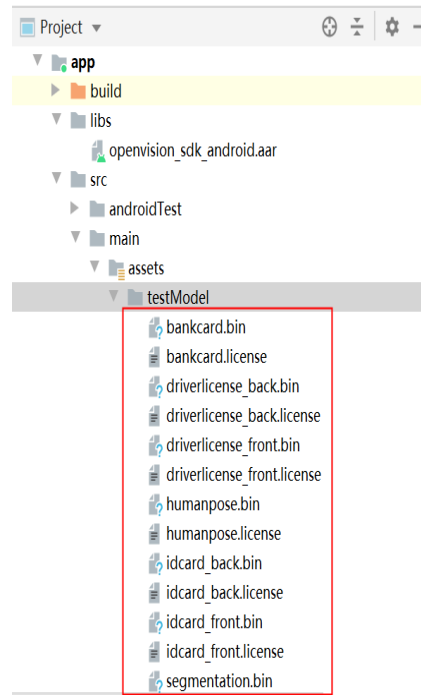 Project
app
build
libs
openvision_sdk_android.aar
src
androidTest
main
assets
testModel
bankcard.bin
bankcard.license
driverlicense_back.bin
driverlicense_back.license
driverlicense_front.bin
driverlicense_front.license
humanpose.bin
humanpose.license
idcard_back.bin
idcard_back.license
idcard_front.bin
idcard_front.license
segmentation.bin